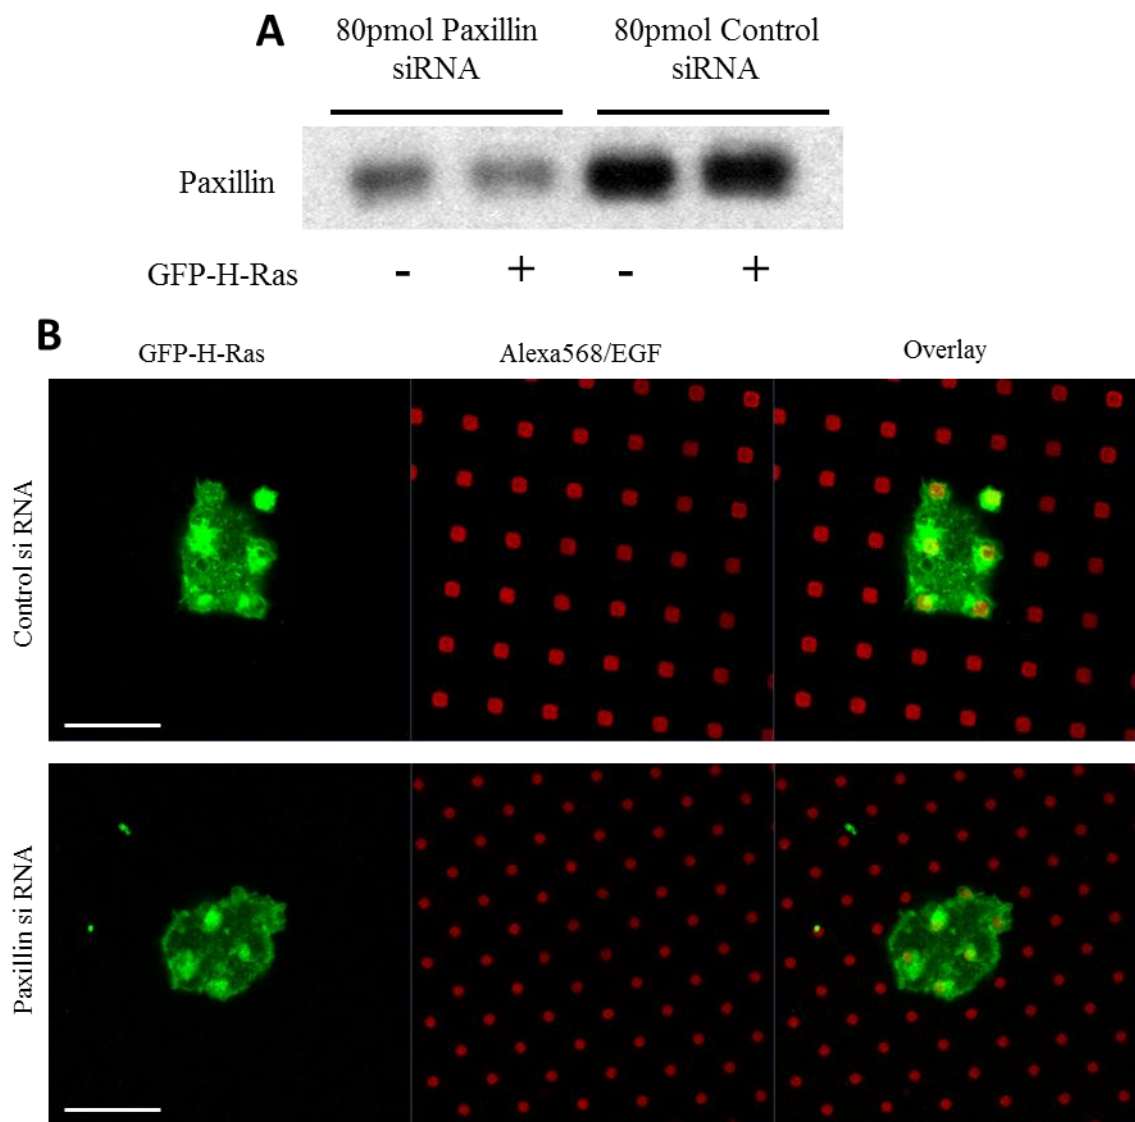 A
80pmol Paxillin
siRNA
80pmol Control
siRNA
Paxillin
GFP-H-Ras - + - +
B
GFP-H-Ras Alexa568/EGF Overlay
Control si RNA
Paxillin si RNA